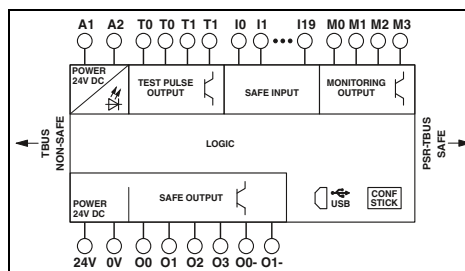 A1 A2 T0 T0 T1 T1 I0 I1 ••• I19 M0 M1 M2 M3
POWER
24V DC
TEST PULSE
OUTPUT
SAFE INPUT
MONITORING
OUTPUT
TBUS
NON-SAFE
LOGIC
PSR-TBUS
SAFE
POWER
24V DC
SAFE OUTPUT
USB
CONF
STICK
24V 0V O0 O1 O2 O3 O0- O1-